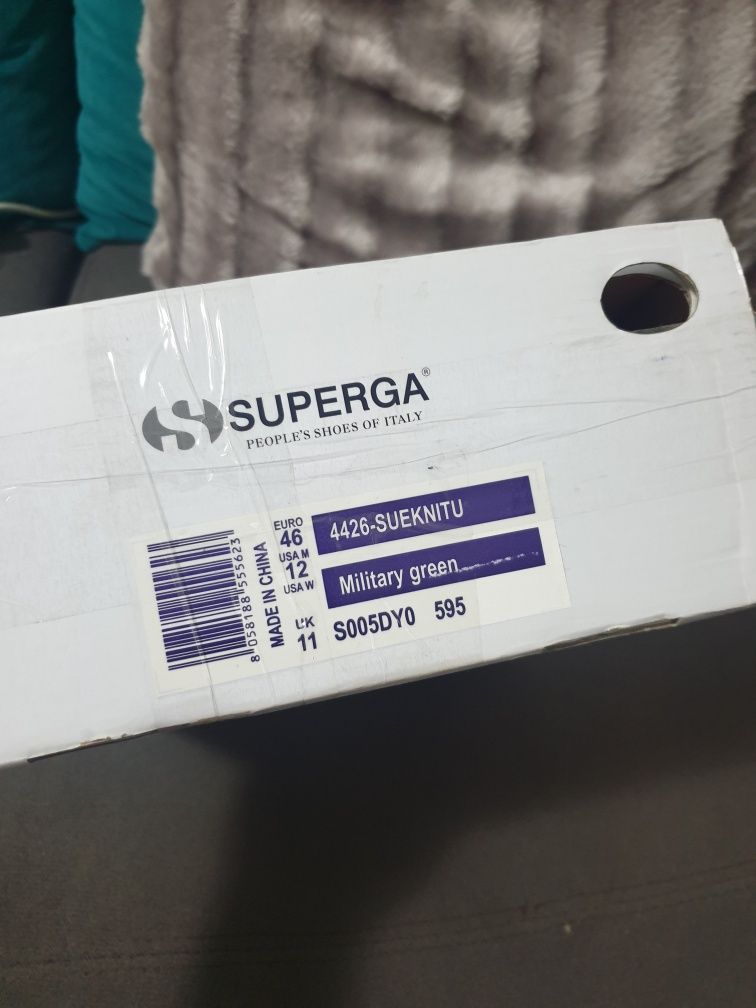 SUPERGA®
PEOPLE'S SHOES OF ITALY
8 058188 555623
MADE IN CHINA
EURO
46
USA M
12
USA W
UK
11
4426-SUEKNITU
Military green
S005DY0 595